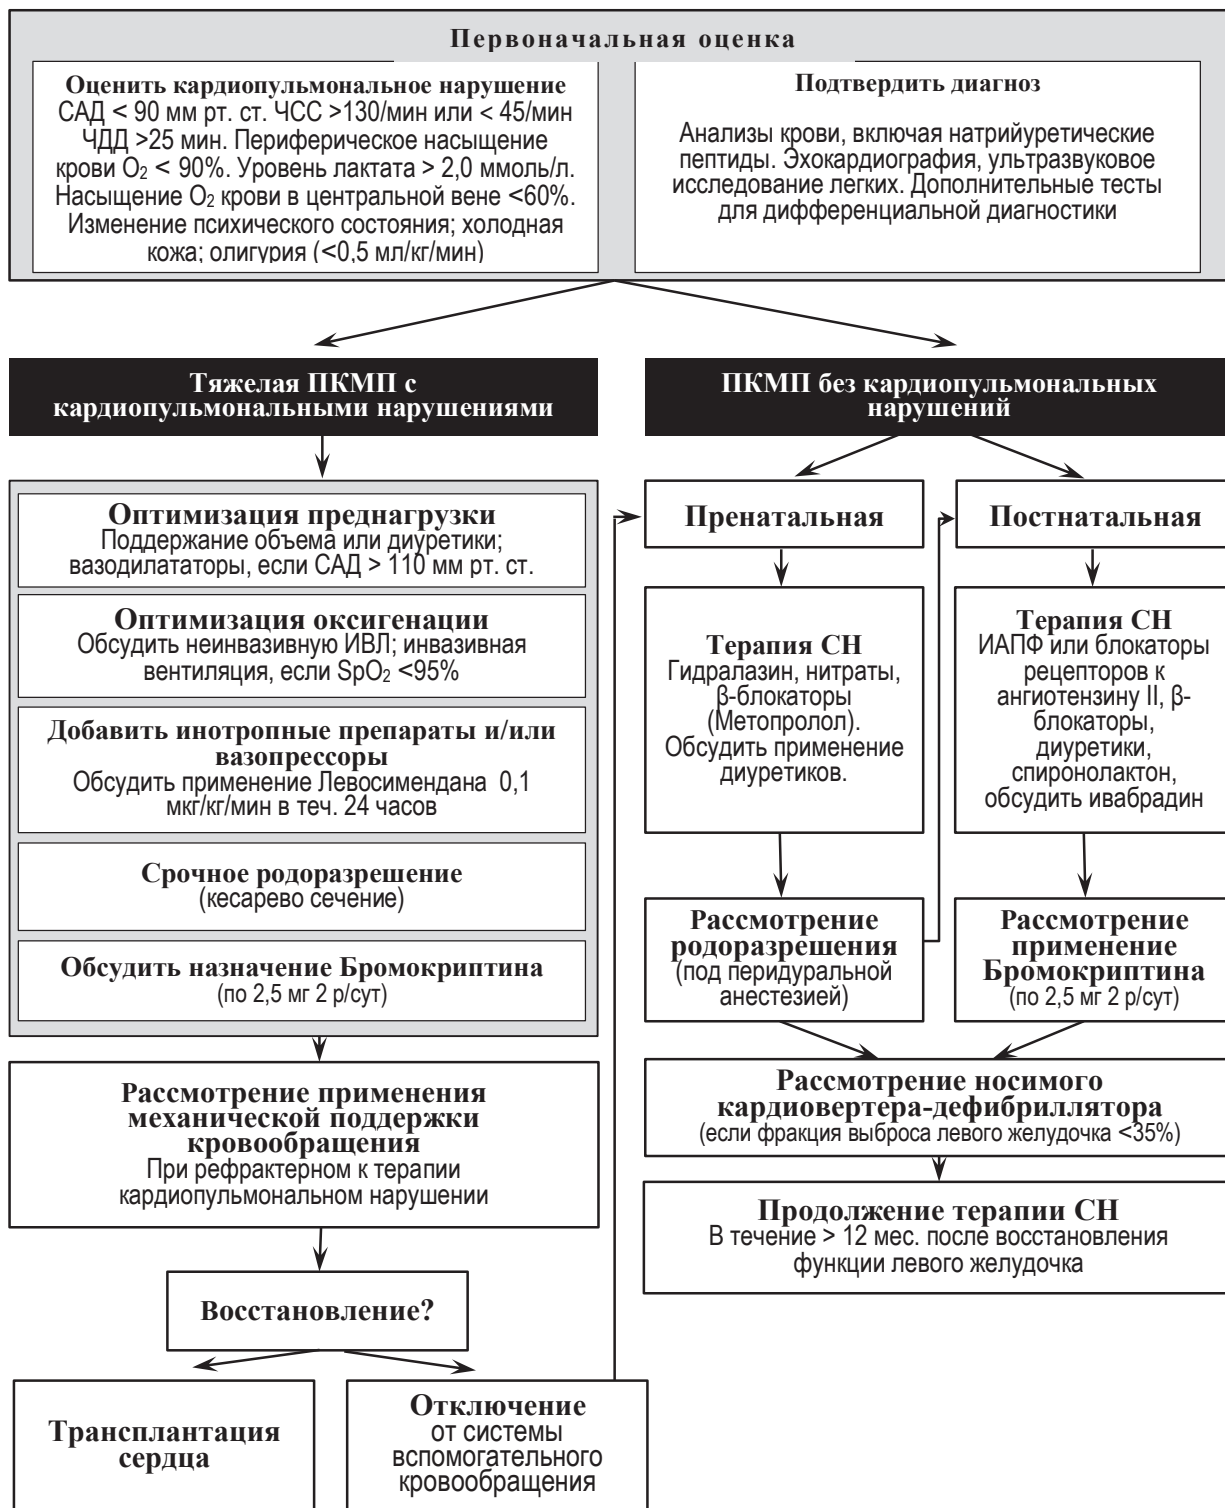 Первоначальная оценка
Оценить кардиопульмональное нарушение
САД < 90 мм рт. ст. ЧСС >130/мин или < 45/мин
ЧДД >25 мин. Периферическое насыщение
крови O₂ < 90%. Уровень лактата > 2,0 ммоль/л.
Насыщение O₂ крови в центральной вене <60%.
Изменение психического состояния; холодная
кожа; олигурия (<0,5 мл/кг/мин)
Подтвердить диагноз
Анализы крови, включая натрийуретические
пептиды. Эхокардиография, ультразвуковое
исследование легких. Дополнительные тесты
для дифференциальной диагностики
Тяжелая ПКМП с
кардиопульмональными нарушениями
ПКМП без кардиопульмональных
нарушений
Оптимизация преднагрузки
Поддержание объема или диуретики;
вазодилататоры, если САД > 110 мм рт. ст.
Оптимизация оксигенации
Обсудить неинвазивную ИВЛ; инвазивная
вентиляция, если SpO₂ <95%
Добавить инотропные препараты и/или
вазопрессоры
Обсудить применение Левосимендана 0,1
мкг/кг/мин в теч. 24 часов
Срочное родоразрешение
(кесарево сечение)
Обсудить назначение Бромокриптина
(по 2,5 мг 2 р/сут)
Рассмотрение применения
механической поддержки
кровообращения
При рефрактерном к терапии
кардиопульмональном нарушении
Восстановление?
Трансплантация
сердца
Отключение
от системы
вспомогательного
кровообращения
Пренатальная
Терапия СН
Гидралазин, нитраты,
β-блокаторы
(Метопролол).
Обсудить применение
диуретиков.
Рассмотрение
родоразрешения
(под перидуральной
анестезией)
Постнатальная
Терапия СН
ИАПФ или блокаторы
рецепторов к
ангиотензину II, β-
блокаторы,
диуретики,
спиронолактон,
обсудить ивабрадин
Рассмотрение
применение
Бромокриптина
(по 2,5 мг 2 р/сут)
Рассмотрение носимого
кардиовертера-дефибриллятора
(если фракция выброса левого желудочка <35%)
Продолжение терапии СН
В течение > 12 мес. после восстановления
функции левого желудочка